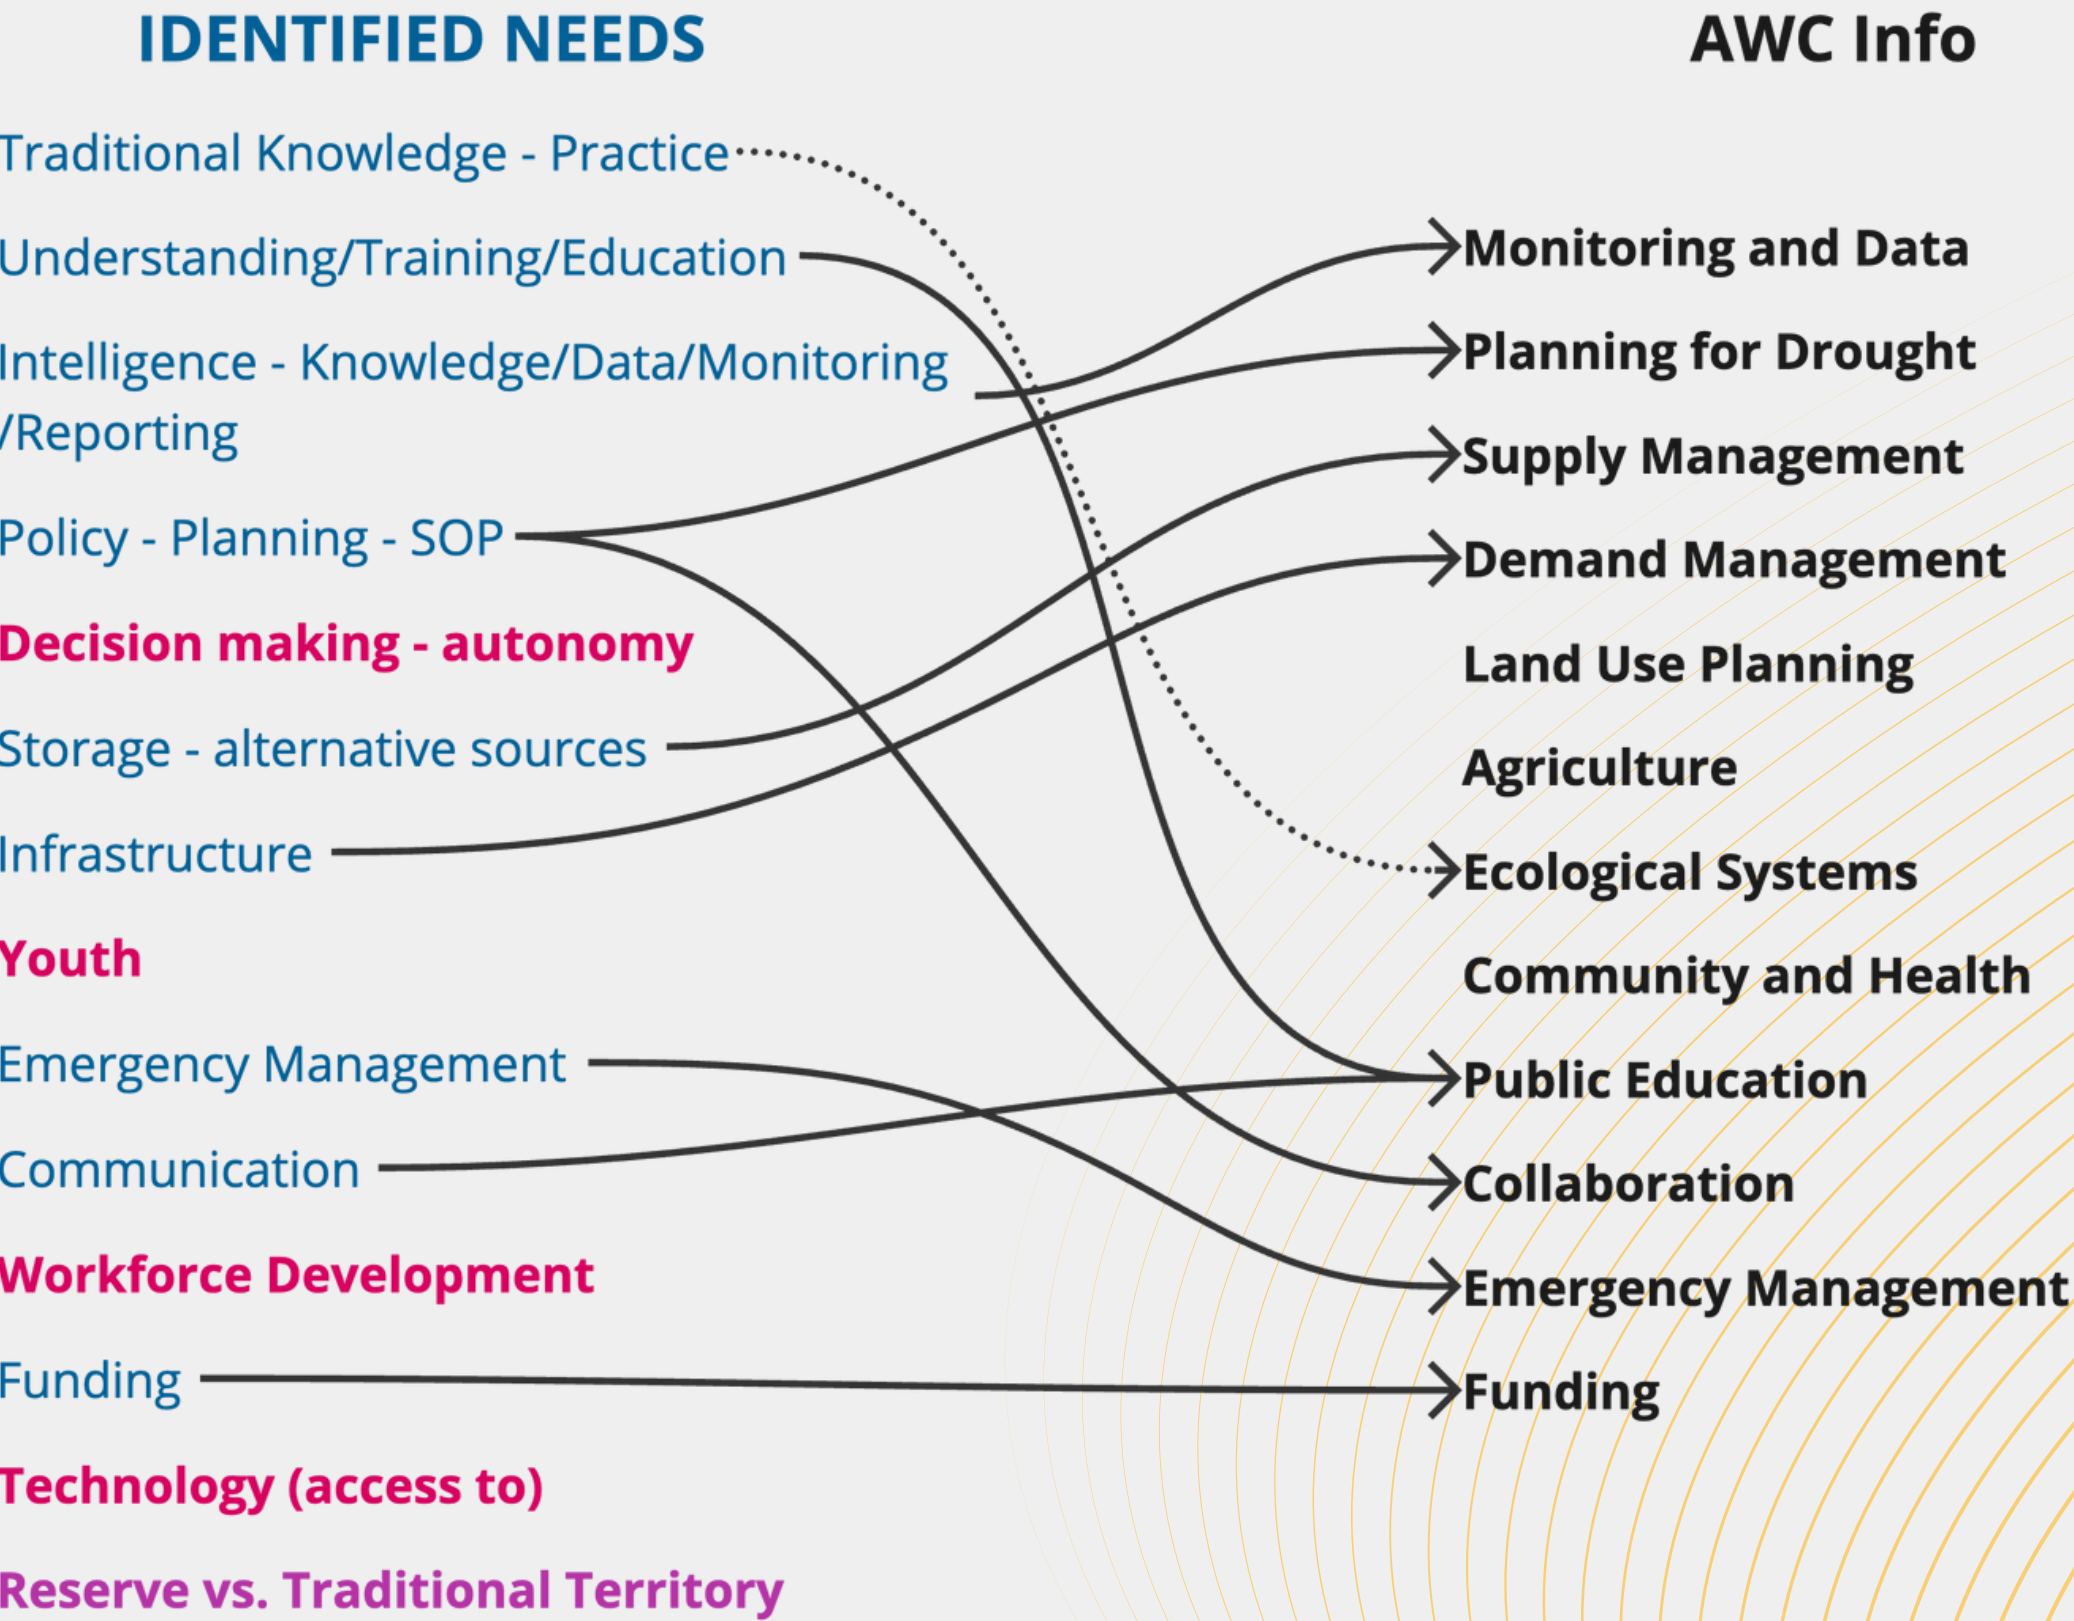 IDENTIFIED NEEDS
Traditional Knowledge - Practice
Understanding/Training/Education
Intelligence - Knowledge/Data/Monitoring
/Reporting
Policy - Planning - SOP
Decision making - autonomy
Storage - alternative sources
Infrastructure
Youth
Emergency Management
Communication
Workforce Development
Funding
Technology (access to)
Reserve vs. Traditional Territory
AWC Info
Monitoring and Data
Planning for Drought
Supply Management
Demand Management
Land Use Planning
Agriculture
Ecological Systems
Community and Health
Public Education
Collaboration
Emergency Management
Funding